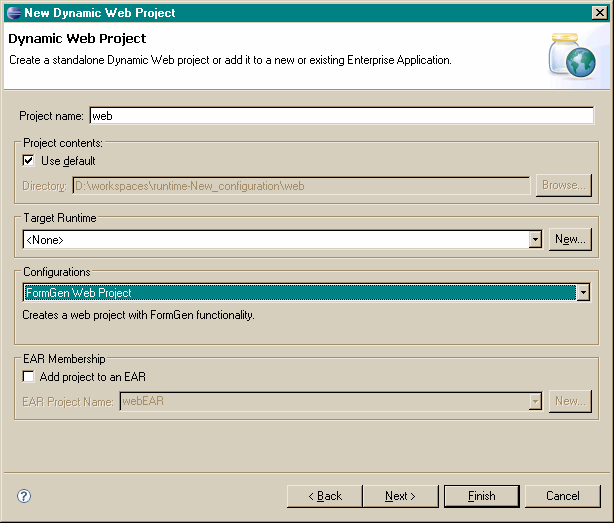 New Dynamic Web Project
Dynamic Web Project
Create a standalone Dynamic Web project or add it to a new or existing Enterprise Application.
Project name: web
Project contents:
Use default
Directory: D:\workspaces\runtime-New_configuration\web Browse...
Target Runtime
<None> New...
Configurations
FormGen Web Project
Creates a web project with FormGen functionality.
EAR Membership
Add project to an EAR
EAR Project Name: webEAR New...
? < Back Next > Finish Cancel